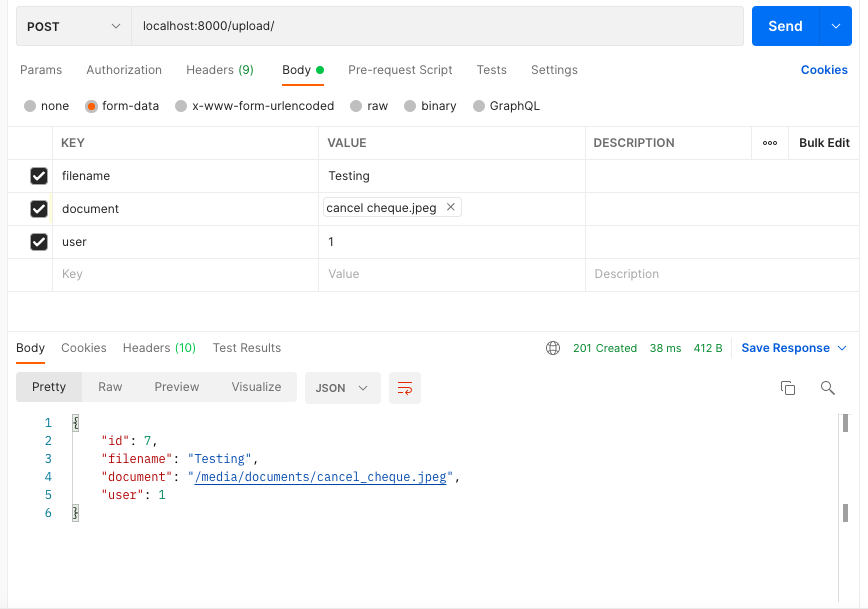 POST localhost:8000/upload/ Send
Params Authorization Headers (9) Body Pre-request Script Tests Settings Cookies
none form-data x-www-form-urlencoded raw binary GraphQL
KEY VALUE DESCRIPTION ooo Bulk Edit
filename Testing
document cancel cheque.jpeg ×
user 1
Key Value Description
Body Cookies Headers (10) Test Results 201 Created 38 ms 412 B Save Response
Pretty Raw Preview Visualize JSON
1 {
2 "id": 7,
3 "filename": "Testing",
4 "document": "/media/documents/cancel_cheque.jpeg",
5 "user": 1
6 }